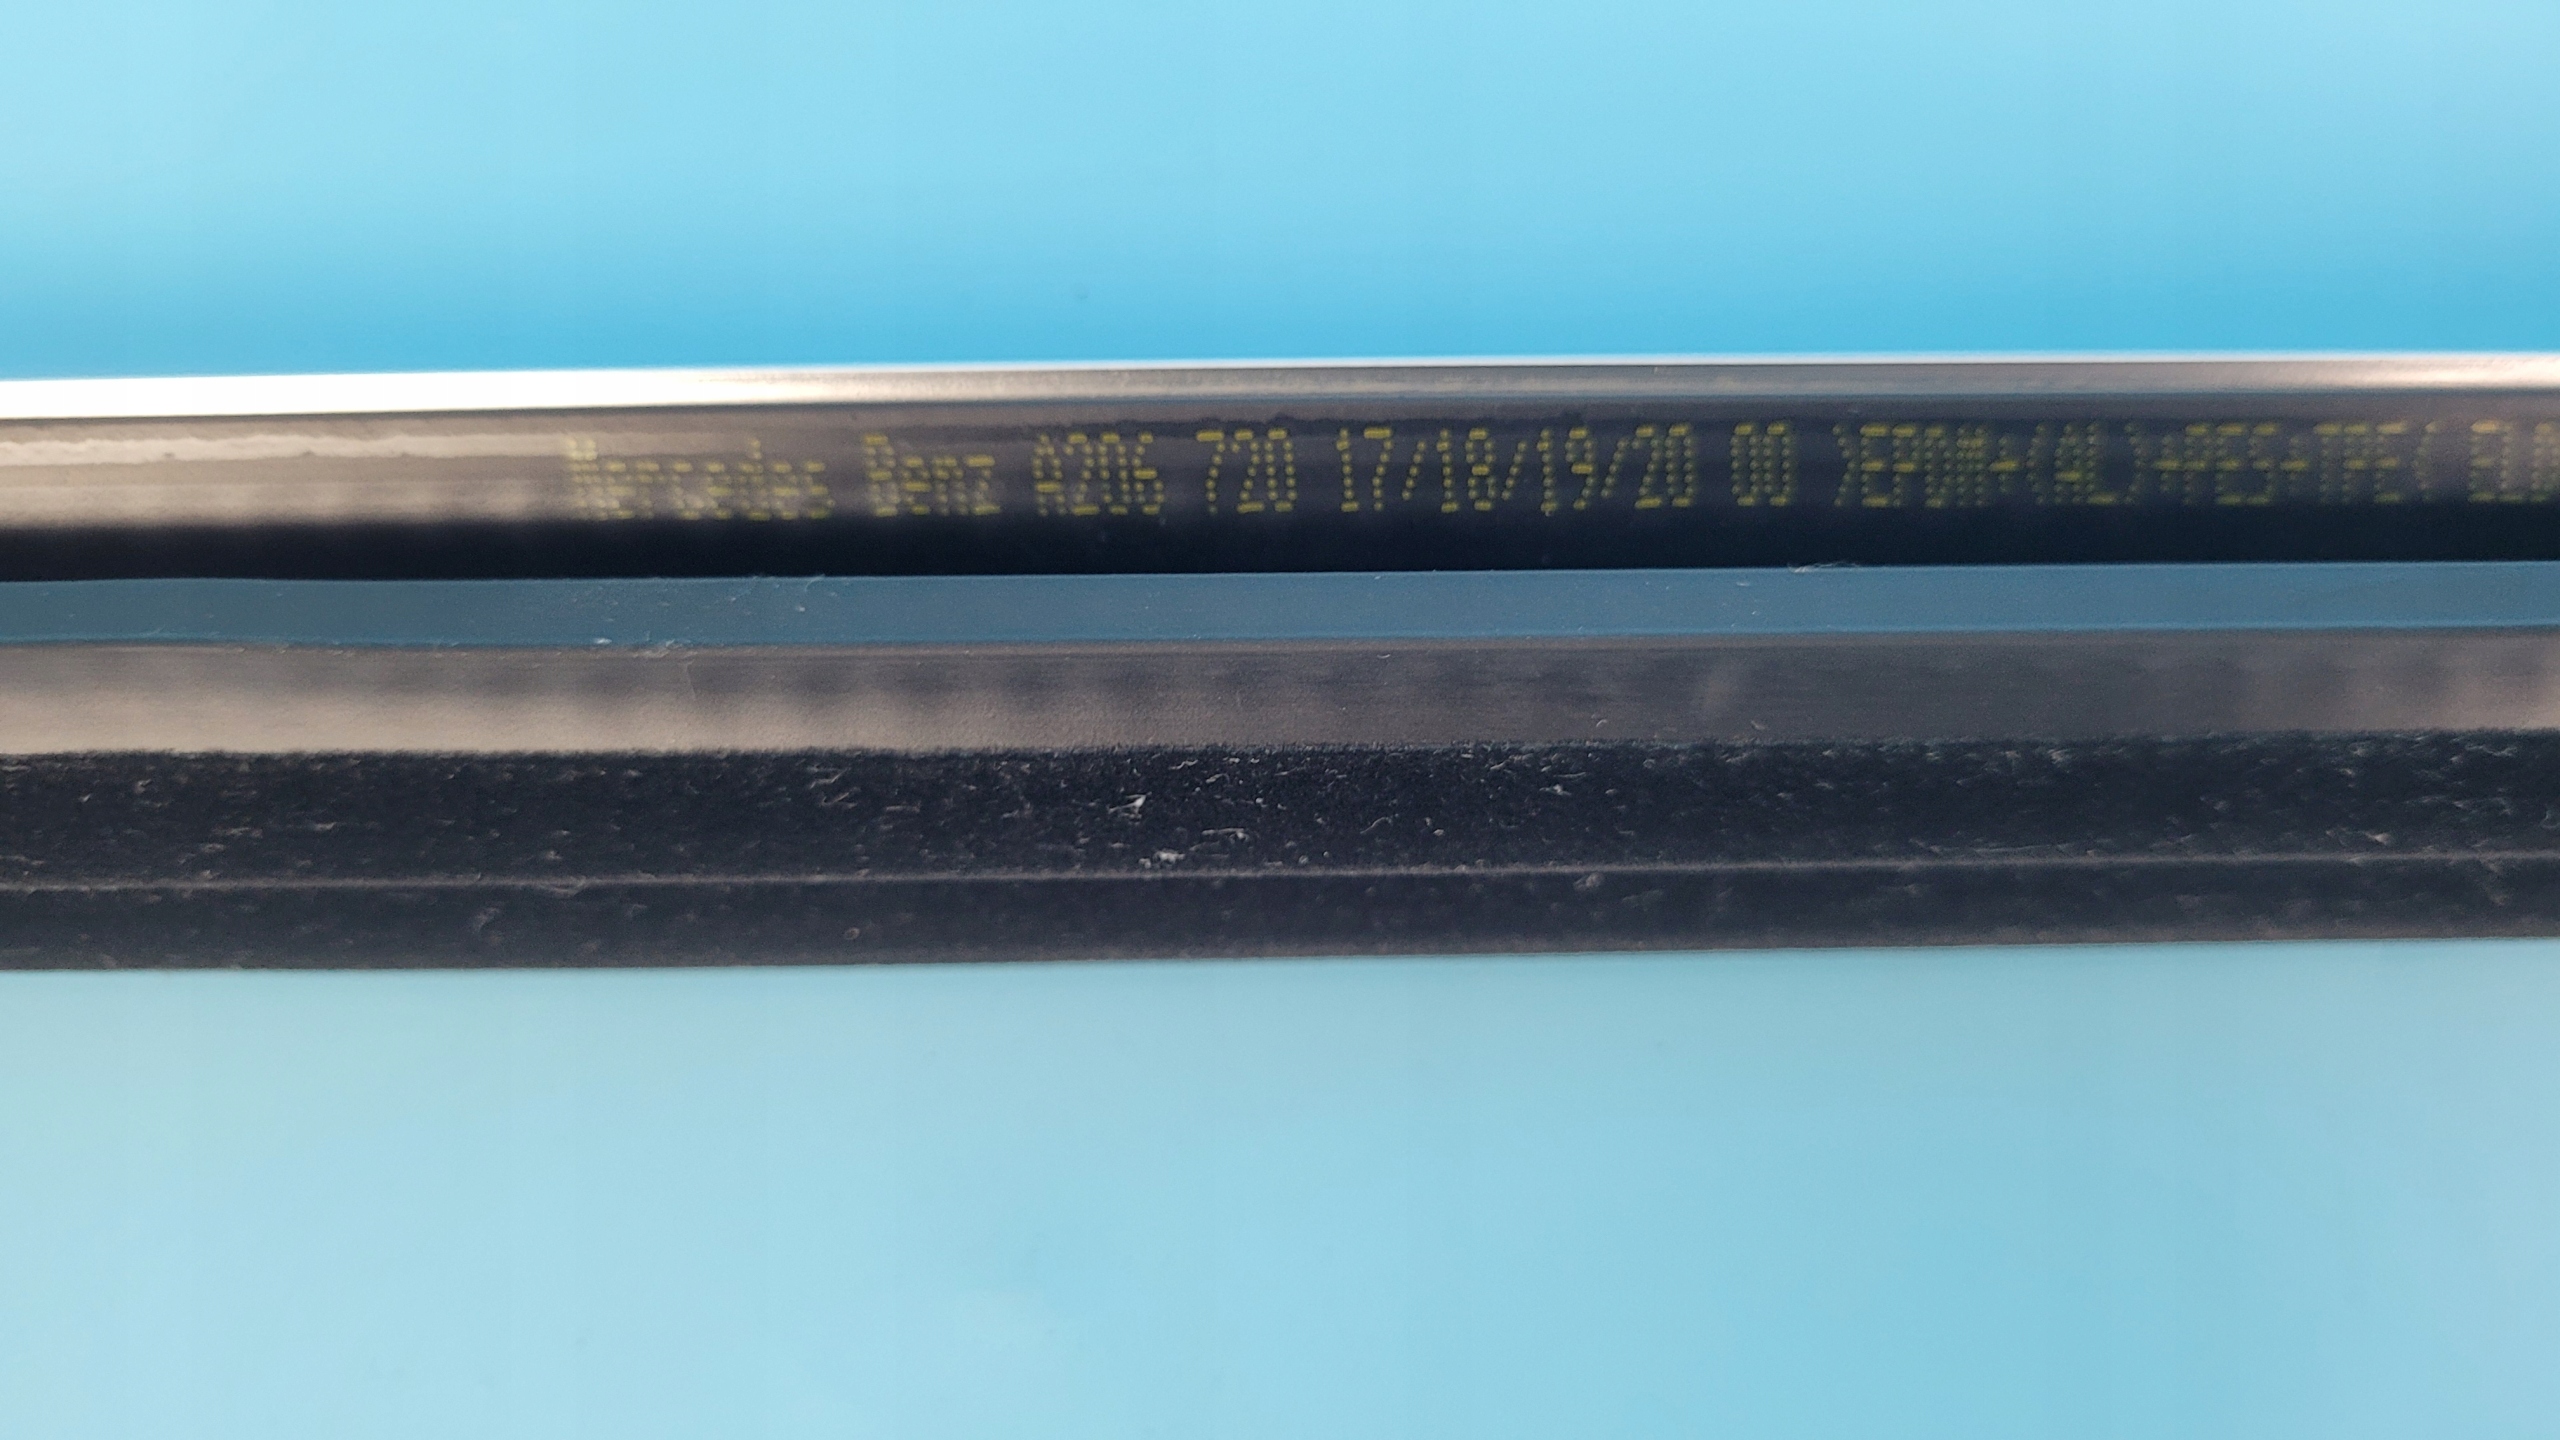 Mercedes Benz A206 720 17/18/19/20 00 >EPDM+(AL)+PES+TPE<